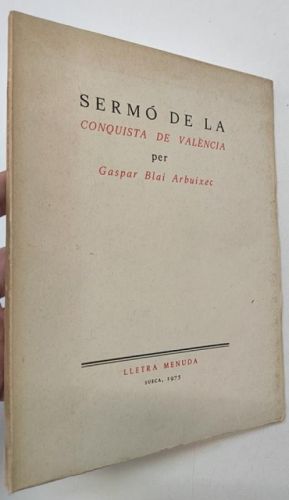 SERMÓ DE LA
CONQUISTA DE VALÈNCIA
per
Gaspar Blai Arbuixec
LLETRA MENUDA
SUECA, 1975